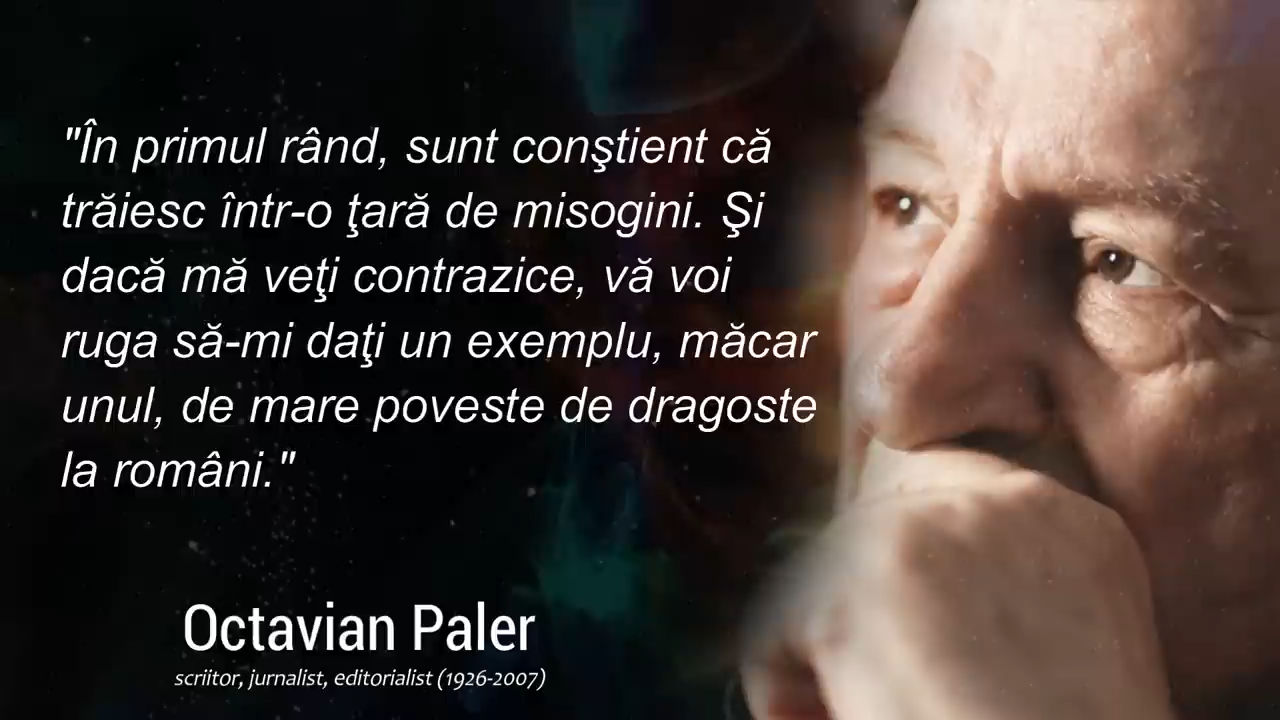 "În primul rând, sunt conştient că
trăiesc într-o ţară de misogini. Şi
dacă mă veţi contrazice, vă voi
ruga să-mi daţi un exemplu, măcar
unul, de mare poveste de dragoste
la români."
Octavian Paler
scriitor, jurnalist, editorialist (1926-2007)